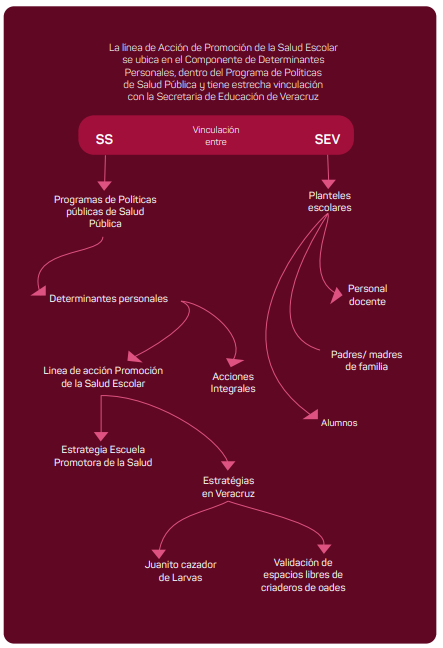 La línea de Acción de Promoción de la Salud Escolar
se ubica en el Componente de Determinantes
Personales, dentro del Programa de Políticas
de Salud Pública y tiene estrecha vinculación
con la Secretaria de Educación de Veracruz
SS
Vinculación
entre
SEV
Programas de Políticas
públicas de Salud
Pública
Planteles
escolares
Determinantes personales
Personal
docente
Linea de acción Promoción
de la Salud Escolar
Acciones
Integrales
Padres/ madres
de familia
Alumnos
Estrategia Escuela
Promotora de la Salud
Estratégias
en Veracruz
Juanito cazador
de Larvas
Validación de
espacios libres de
criaderos de oades